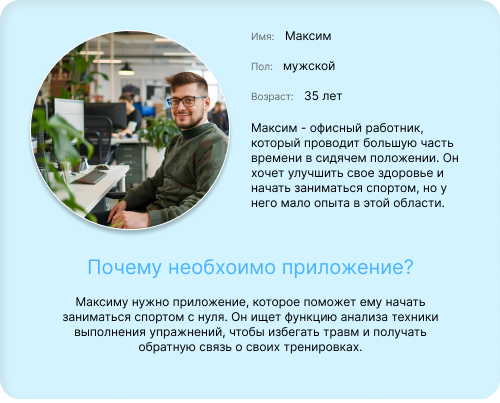 Имя: Максим
Пол: мужской
Возраст: 35 лет
Максим - офисный работник,
который проводит большую часть
времени в сидячем положении. Он
хочет улучшить свое здоровье и
начать заниматься спортом, но у
него мало опыта в этой области.
Почему необхоимо приложение?
Максиму нужно приложение, которое поможет ему начать
заниматься спортом с нуля. Он ищет функцию анализа техники
выполнения упражнений, чтобы избегать травм и получать
обратную связь о своих тренировках.